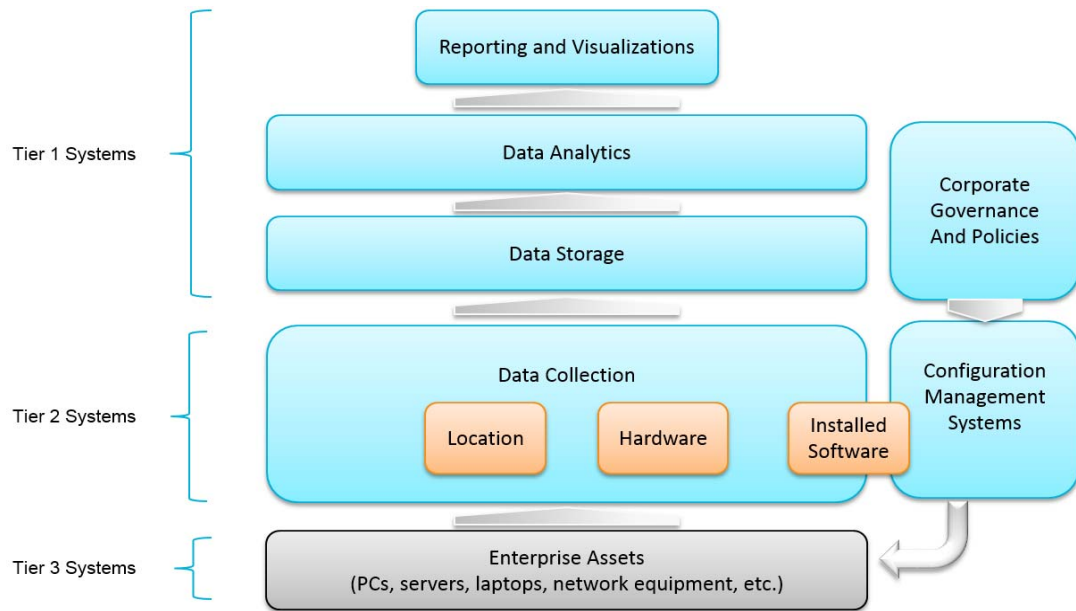 Reporting and Visualizations
Tier 1 Systems
Data Analytics
Corporate
Governance
And Policies
Data Storage
Tier 2 Systems
Data Collection
Configuration
Management
Systems
Location
Hardware
Installed
Software
Tier 3 Systems
Enterprise Assets
(PCs, servers, laptops, network equipment, etc.)